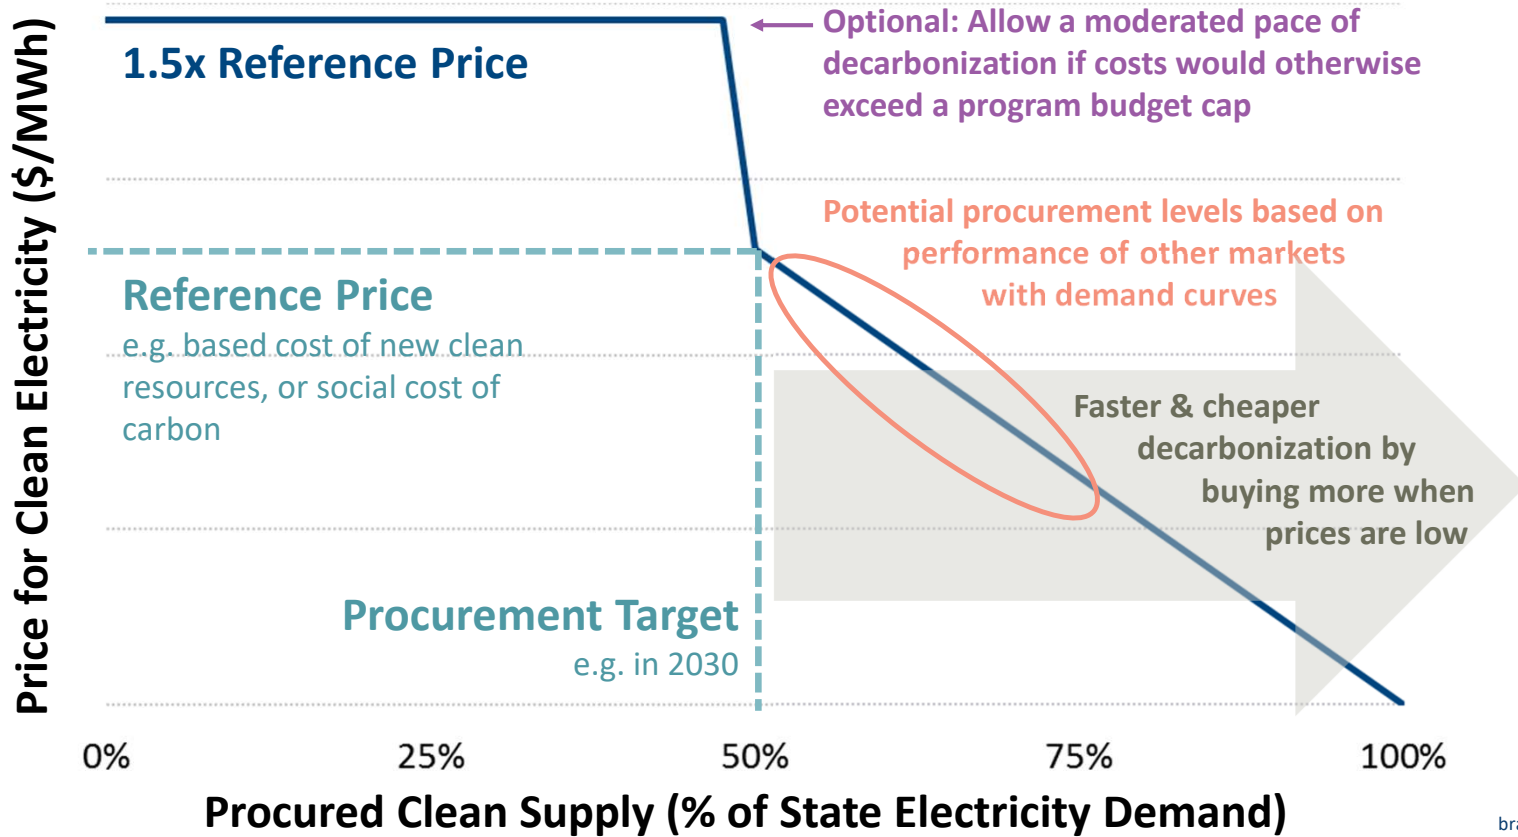 Price for Clean Electricity ($/MWh)
1.5x Reference Price
Optional: Allow a moderated pace of
decarbonization if costs would otherwise
exceed a program budget cap
Potential procurement levels based on
performance of other markets
with demand curves
Reference Price
e.g. based cost of new clean
resources, or social cost of
carbon
Faster & cheaper
decarbonization by
buying more when
prices are low
Procurement Target
e.g. in 2030
0%
25%
50%
75%
100%
Procured Clean Supply (% of State Electricity Demand)